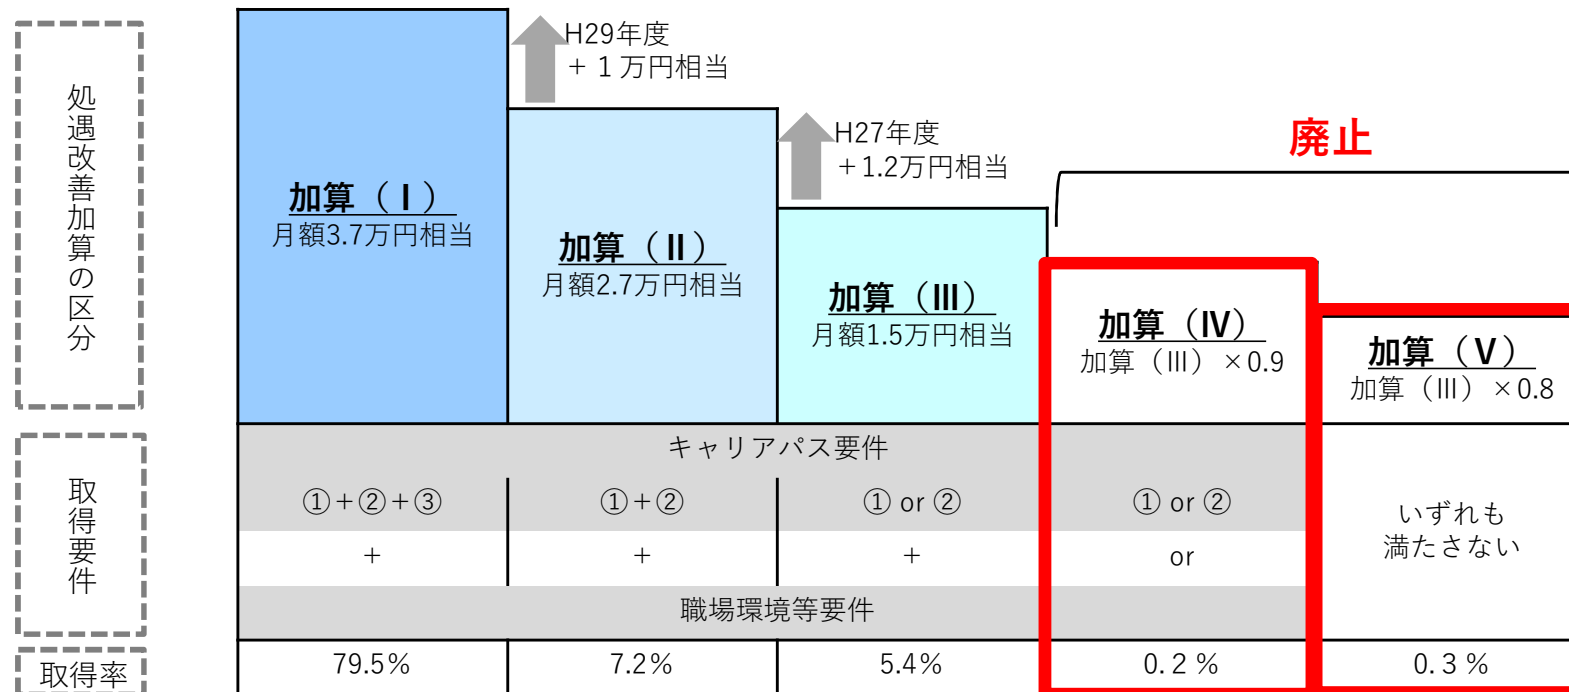 処遇改善加算の区分
H29年度
+１万円相当
H27年度
+1.2万円相当
廃止
加算（Ⅰ）
月額3.7万円相当
加算（Ⅱ）
月額2.7万円相当
加算（Ⅲ）
月額1.5万円相当
加算（Ⅳ）
加算（Ⅲ）×0.9
加算（Ⅴ）
加算（Ⅲ）×0.8
取得要件
キャリアパス要件
①+②+③
①+②
① or ②
① or ②
いずれも
満たさない
+
+
+
or
職場環境等要件
取得率
79.5%
7.2%
5.4%
0.2％
0.3％